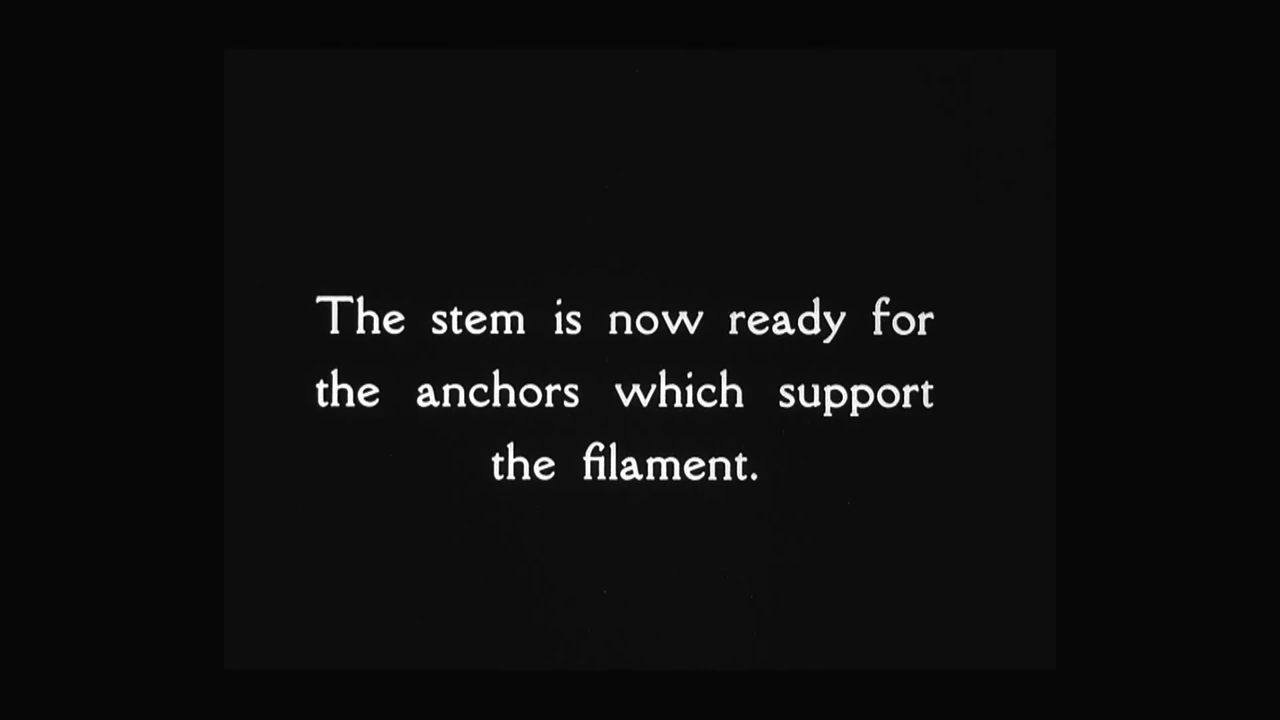 The stem is now ready for
the anchors which support
the filament.